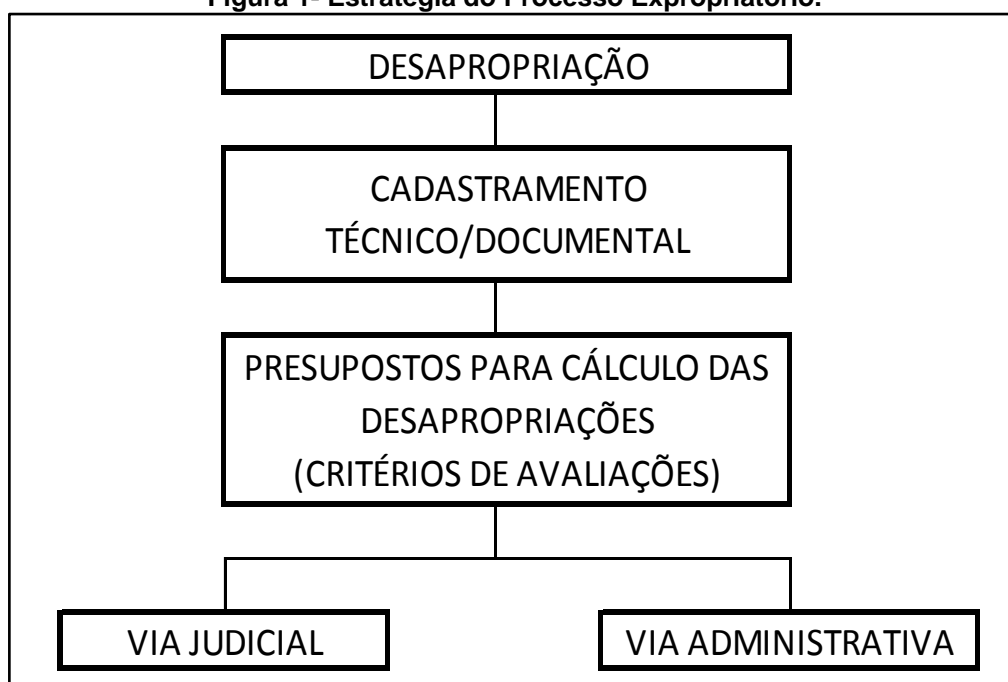 Figura 1- Estratégia do Processo Expropriatório.
DESAPROPRIAÇÃO
CADASTRAMENTO
TÉCNICO/DOCUMENTAL
PRESUPOSTOS PARA CÁLCULO DAS
DESAPROPRIAÇÕES
(CRITÉRIOS DE AVALIAÇÕES)
VIA JUDICIAL
VIA ADMINISTRATIVA